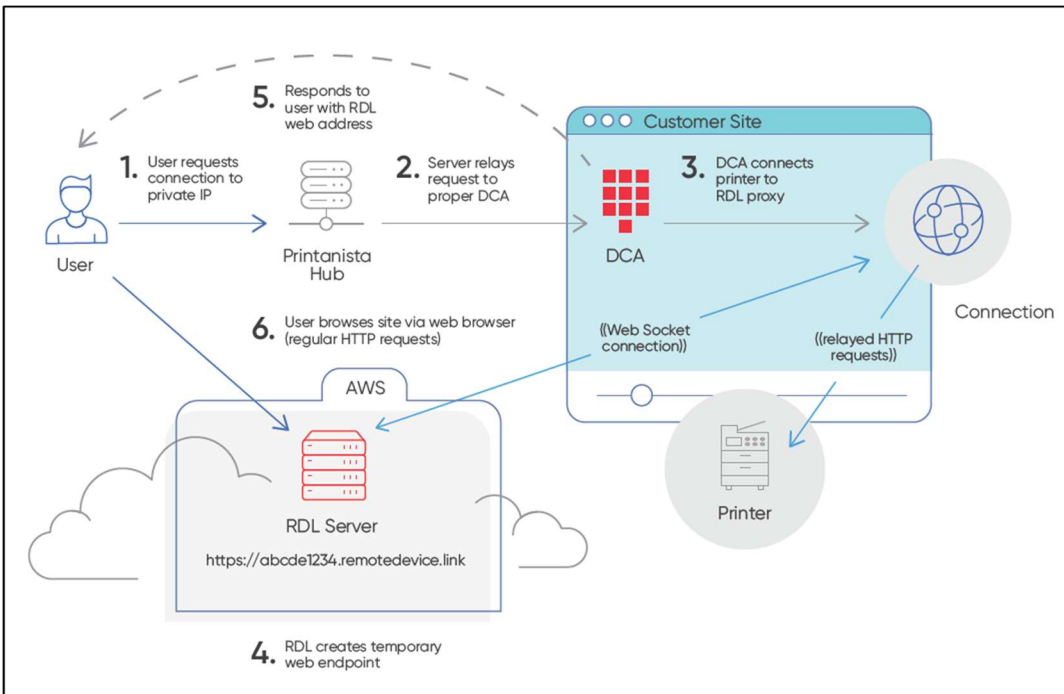 5. Responds to
user with RDL
web address
Customer Site
1. User requests
connection to
private IP
2. Server relays
request to
proper DCA
3. DCA connects
printer to
RDL proxy
User
Printanista
Hub
DCA
Connection
6. User browses site via web browser
(regular HTTP requests)
((Web Socket
connection))
((relayed HTTP
requests))
AWS
RDL Server
https://abcde1234.remotedevice.link
Printer
4. RDL creates temporary
web endpoint